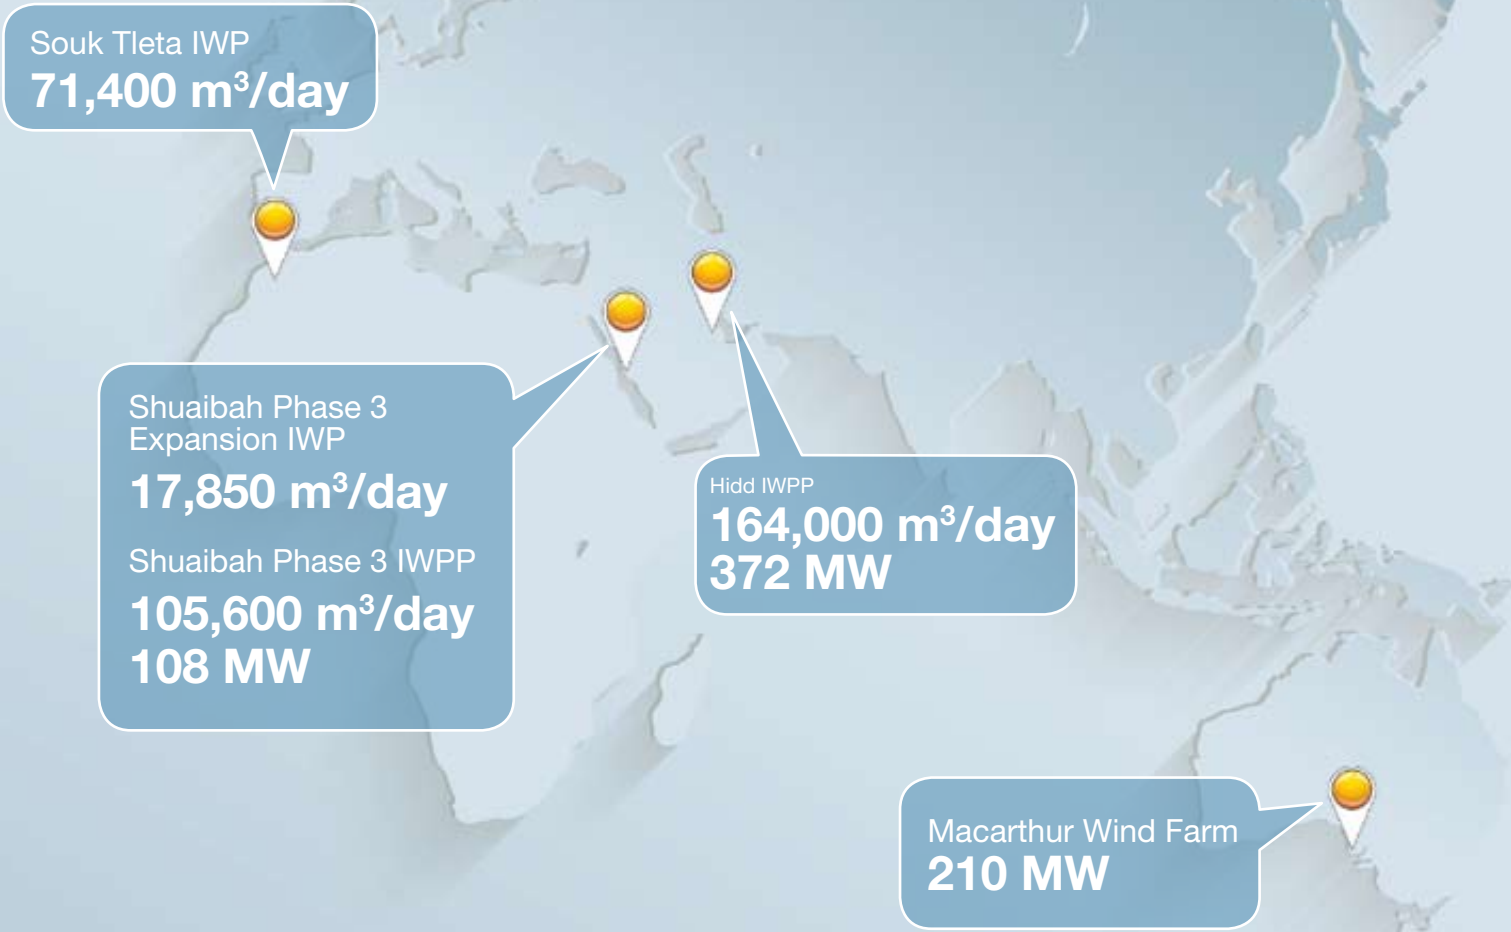 Souk Tleta IWP
71,400 m³/day
Shuaibah Phase 3
Expansion IWP
17,850 m³/day
Shuaibah Phase 3 IWPP
105,600 m³/day
108 MW
Hidd IWPP
164,000 m³/day
372 MW
Macarthur Wind Farm
210 MW